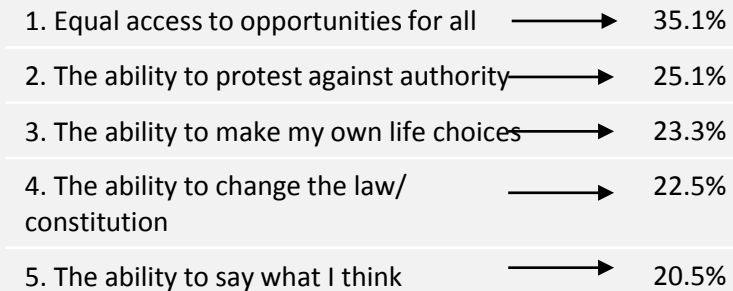 1. Equal access to opportunities for all 35.1%
2. The ability to protest against authority 25.1%
3. The ability to make my own life choices 23.3%
4. The ability to change the law/ 22.5%
constitution
5. The ability to say what I think 20.5%